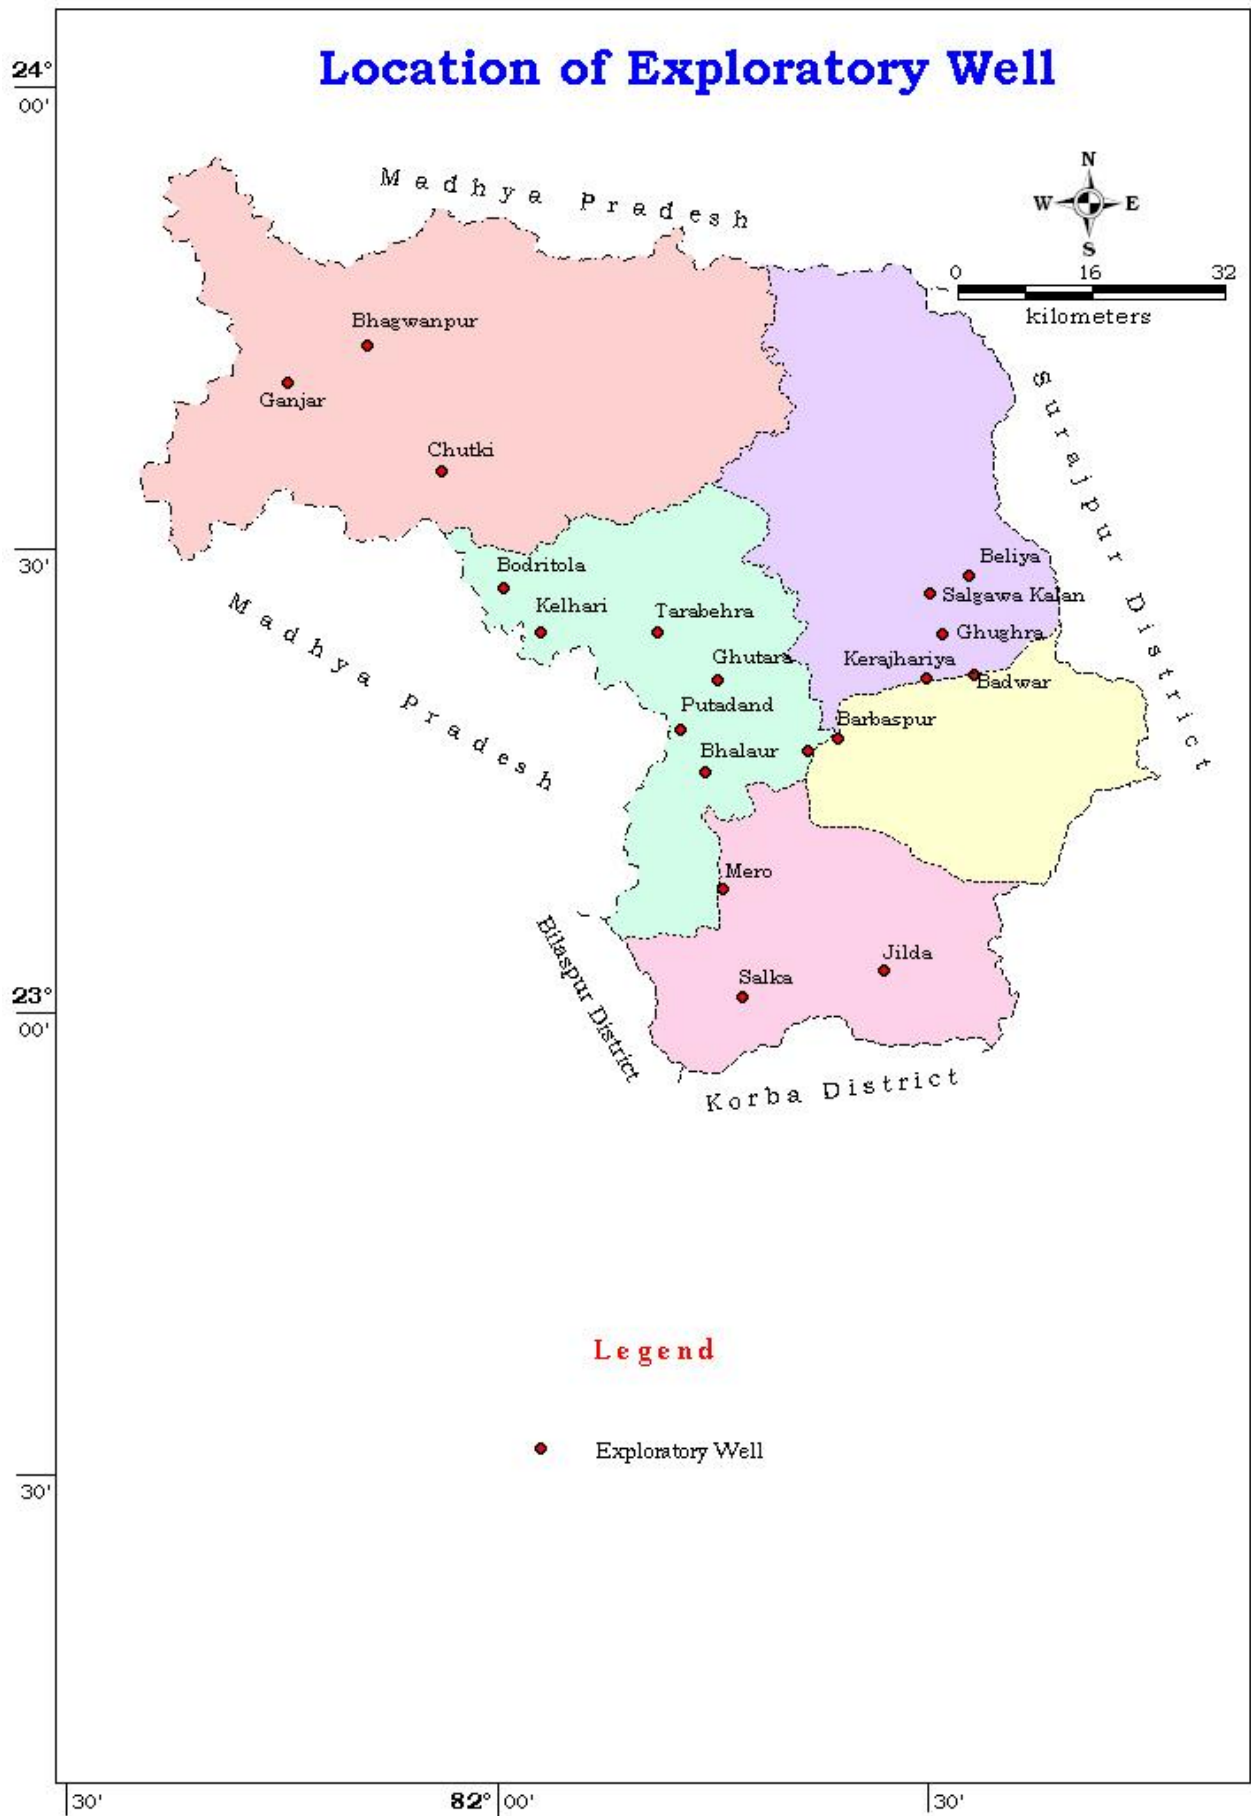 Location of Exploratory Well
24°
00'
Madhya Pradesh
N
W E
S
0 16 32
kilometers
Bhagwanpur
Ganjar
Surajpur District
Chutki
30'
Bodritola
Beliya
Kelhari
Tarabehra
Salgawa Kalan
Ghughra
Madhya Pradesh
Ghutara
Kerajhariya
Badwar
Putadand
Barbaspur
Bhalaur
Mero
Bilaspur District
Jilda
Salka
23°
00'
Korba District
Legend
Exploratory Well
30'
30' 82° 00' 30'